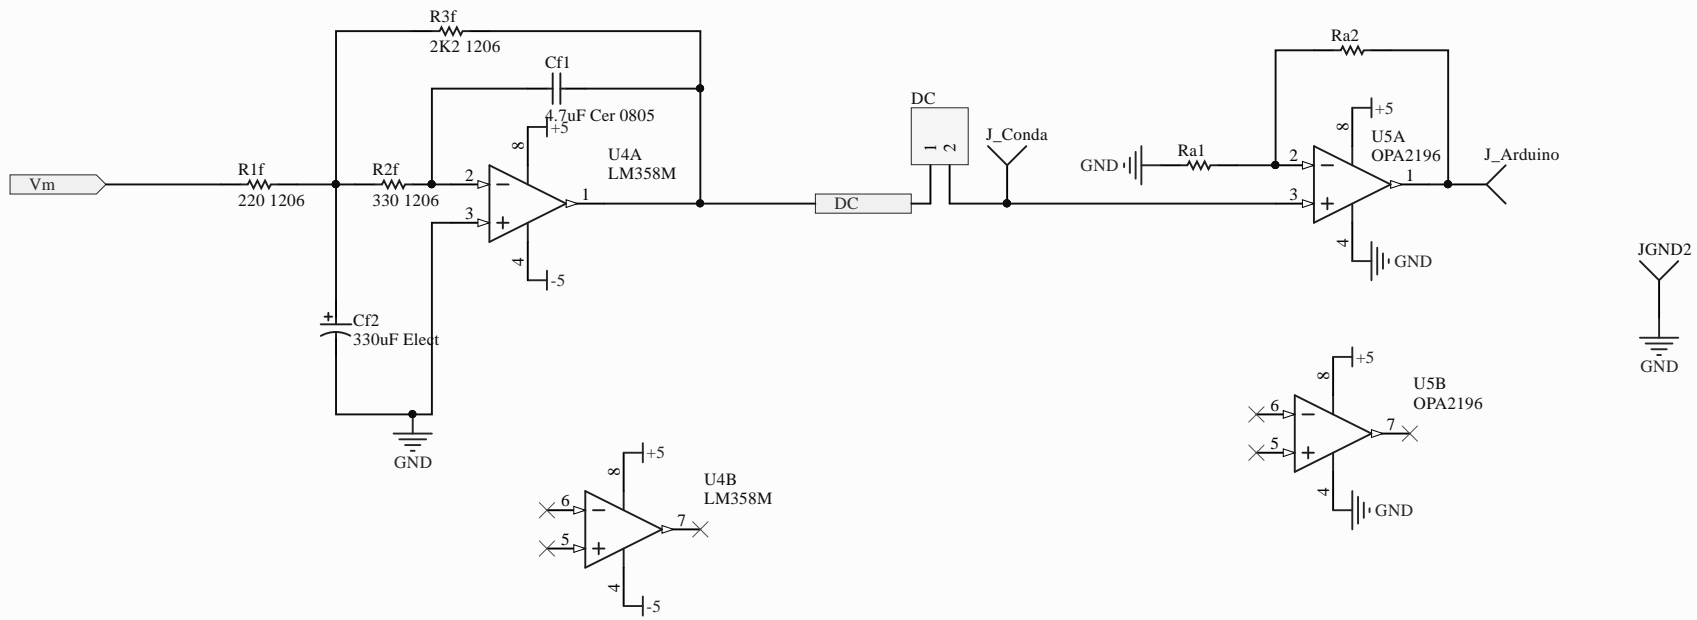 R3f
2K2 1206
Cf1
4.7uF Cer 0805
+5
8
U4A
LM358M
Vm
R1f
220 1206
R2f
330 1206
2
3
1
4
-5
Cf2
330uF Elect
GND
DC
1
2
DC
J_Conda
Ra2
+5
8
U5A
OPA2196
GND
Ra1
2
3
1
J_Arduino
4
GND
JGND2
GND
+5
8
U4B
LM358M
6
5
7
4
-5
+5
8
U5B
OPA2196
6
5
7
4
GND